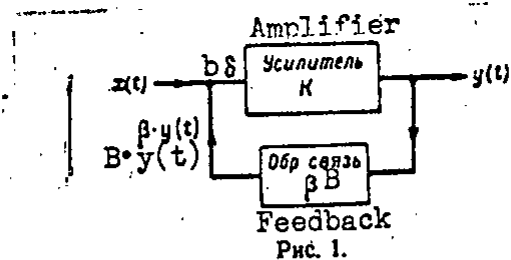 Amplifier
b δ
Усилитель
K
x(t)
y(t)
β·y(t)
B•y(t)
Обр связь
β B
Feedback
Рис. 1.